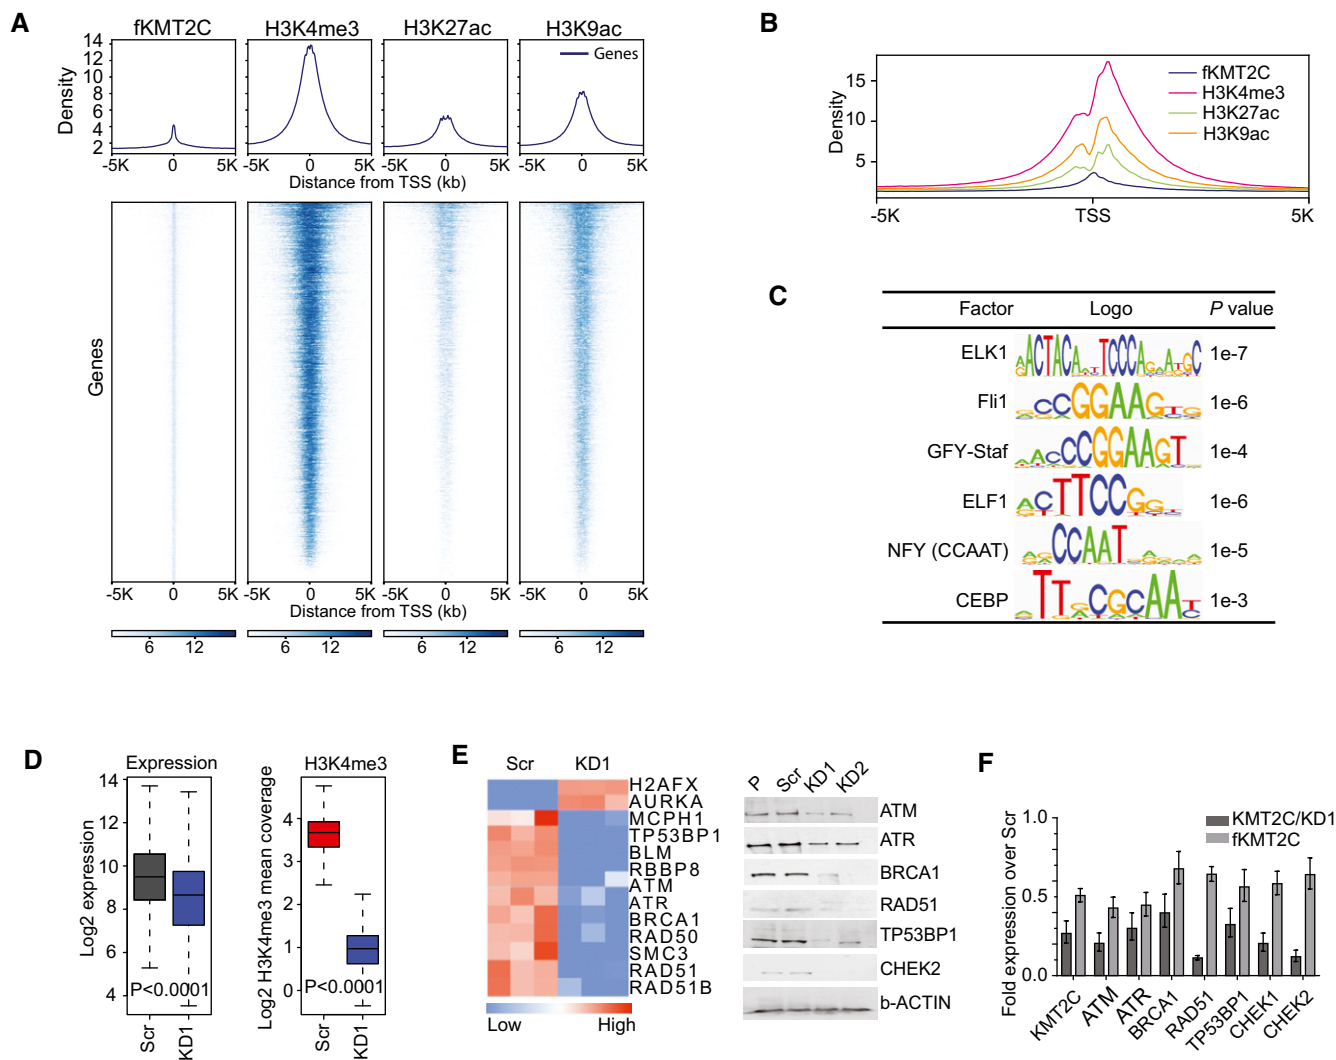 A
fKMT2C
H3K4me3
H3K27ac
H3K9ac
Density
14
12
10
8
6
4
2
Genes
-5K 0 5K
-5K 0 5K
-5K 0 5K
-5K 0 5K
Distance from TSS (kb)
Genes
-5K 0 5K
-5K 0 5K
-5K 0 5K
-5K 0 5K
Distance from TSS (kb)
6 12
6 12
6 12
6 12
B
Density
15
10
5
fKMT2C
H3K4me3
H3K27ac
H3K9ac
-5K TSS 5K
C
Factor Logo P value
ELK1 1e-7
Fli1 1e-6
GFY-Staf 1e-4
ELF1 1e-6
NFY (CCAAT) 1e-5
CEBP 1e-3
D
Expression
Log2 expression
14
12
10
8
6
4
P<0.0001
Scr
KD1
H3K4me3
Log2 H3K4me3 mean coverage
4
3
2
1
0
P<0.0001
Scr
KD1
E
Scr KD1
H2AFX
AURKA
MCPH1
TP53BP1
BLM
RBBP8
ATM
ATR
BRCA1
RAD50
SMC3
RAD51
RAD51B
Low High
P Scr KD1 KD2
ATM
ATR
BRCA1
RAD51
TP53BP1
CHEK2
b-ACTIN
F
Fold expression over Scr
1.0
0.5
0.0
KMT2C/KD1
fKMT2C
KMT2C
ATM
ATR
BRCA1
RAD51
TP53BP1
CHEK1
CHEK2